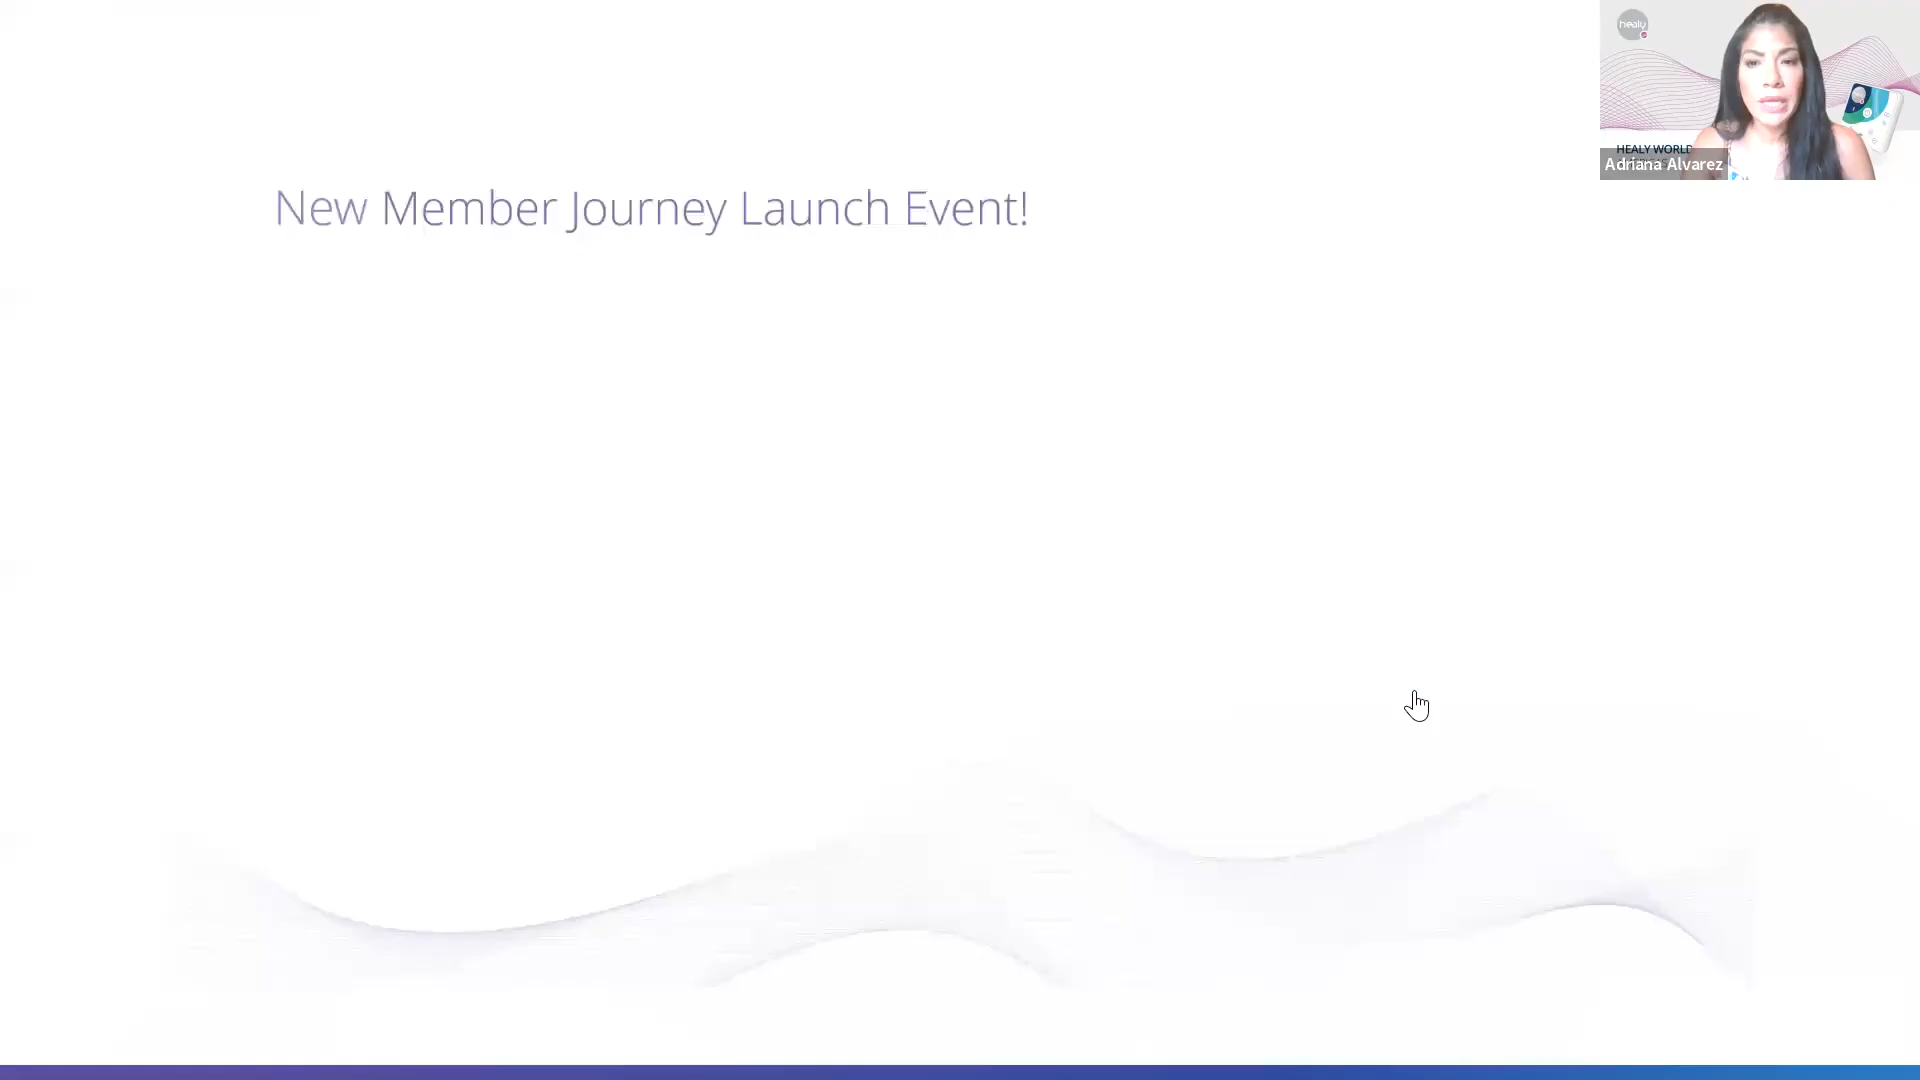 healy
New Member Journey Launch Event!
HEALY WORLD
Adriana Alvarez